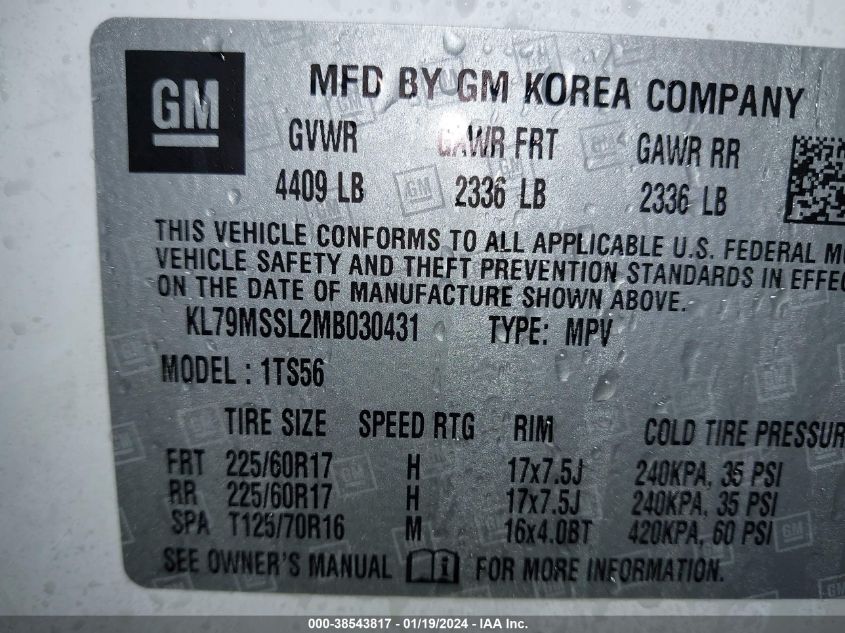 GM
MFD BY GM KOREA COMPANY
GVWR GAWR FRT GAWR RR
4409 LB 2336 LB 2336 LB
THIS VEHICLE CONFORMS TO ALL APPLICABLE U.S. FEDERAL
VEHICLE SAFETY AND THEFT PREVENTION STANDARDS IN EFFEC
ON THE DATE OF MANUFACTURE SHOWN ABOVE.
KL79MSSL2MB030431 TYPE: MPV
MODEL : 1TS56
TIRE SIZE SPEED RTG RIM COLD TIRE PRESSUR
FRT 225/60R17 H 17x7.5J 240KPA, 35 PSI
RR 225/60R17 H 17x7.5J 240KPA, 35 PSI
SPA T125/70R16 M 16x4.0BT 420KPA, 60 PSI
SEE OWNER'S MANUAL FOR MORE INFORMATION.
000-38543817 - 01/19/2024 - IAA Inc.